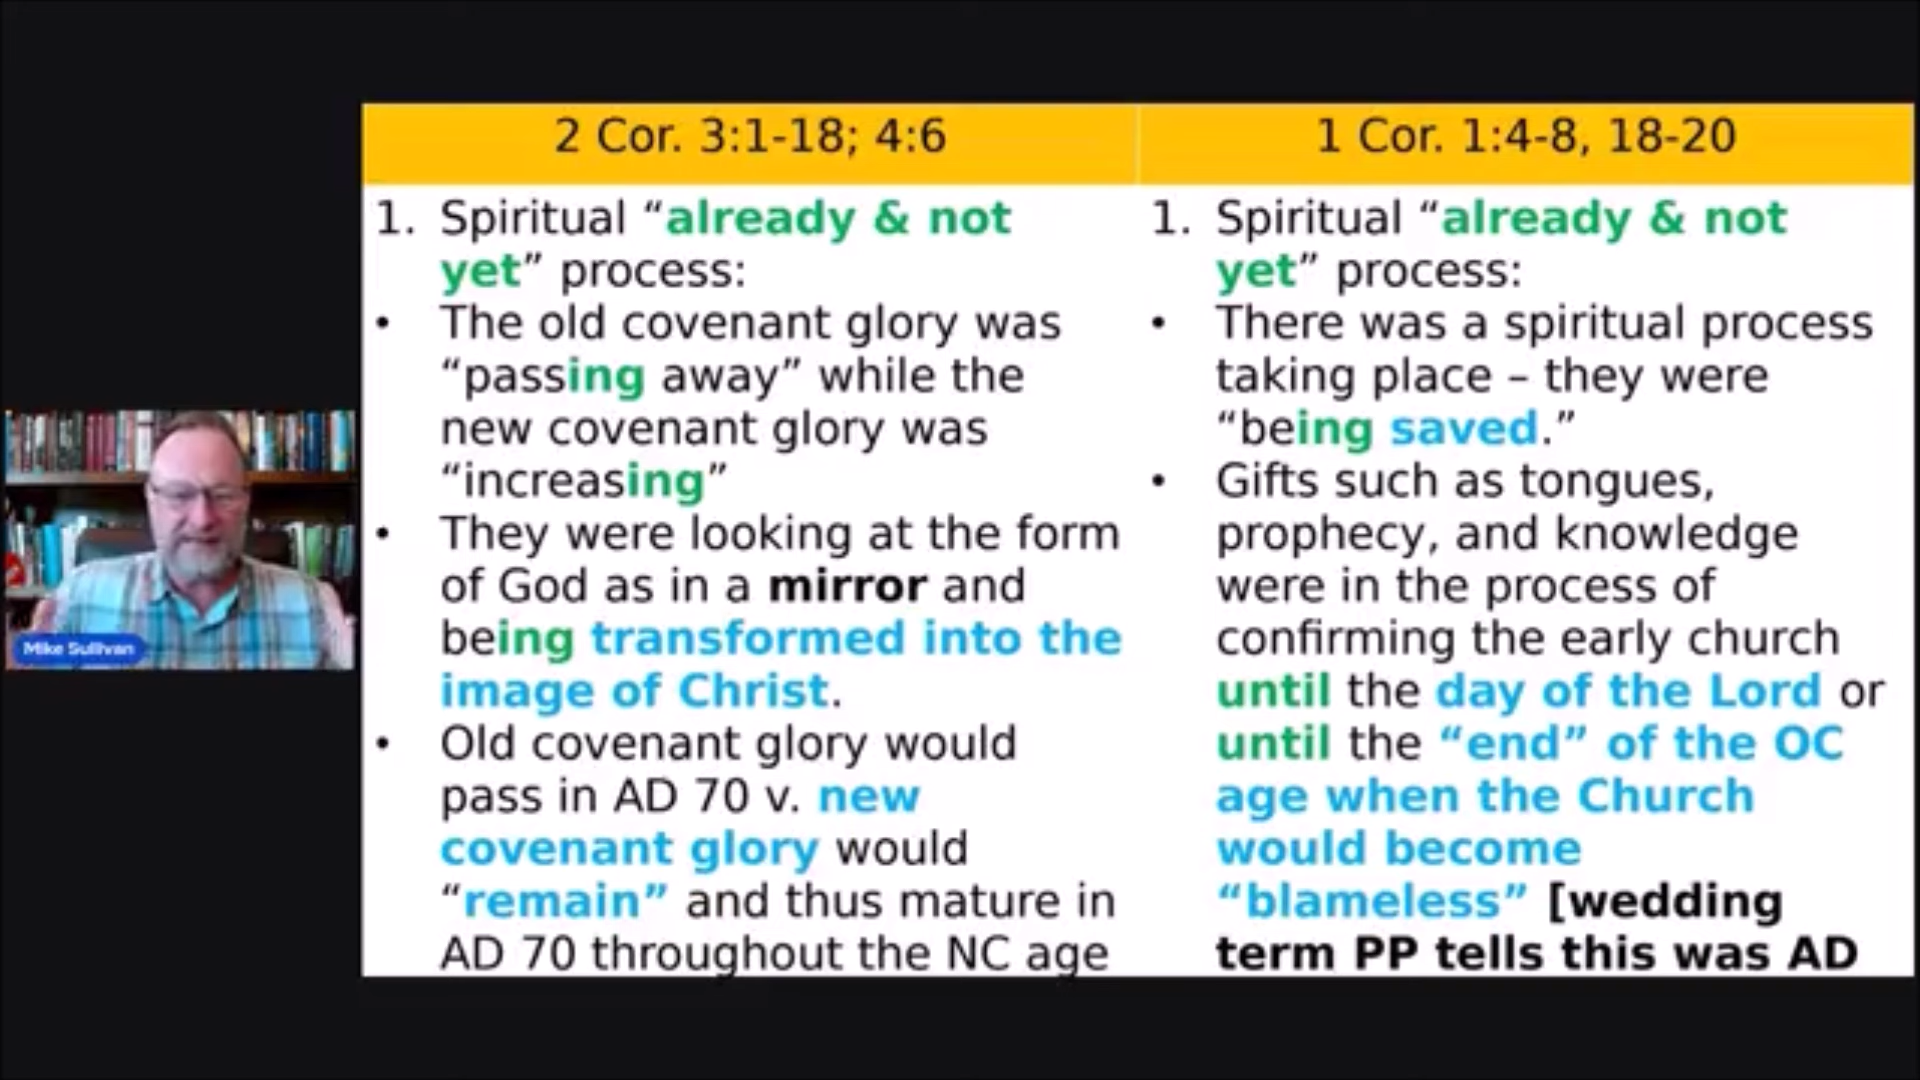 2 Cor. 3:1-18; 4:6
1. Spiritual “already & not
yet” process:
• The old covenant glory was
“passing away” while the
new covenant glory was
“increasing”
• They were looking at the form
of God as in a mirror and
being transformed into the
image of Christ.
• Old covenant glory would
pass in AD 70 v. new
covenant glory would
“remain” and thus mature in
AD 70 throughout the NC age
1 Cor. 1:4-8, 18-20
1. Spiritual “already & not
yet” process:
• There was a spiritual process
taking place – they were
“being saved.”
• Gifts such as tongues,
prophecy, and knowledge
were in the process of
confirming the early church
until the day of the Lord or
until the “end” of the OC
age when the Church
would become
“blameless” [wedding
term PP tells this was AD
Mike Sullivan